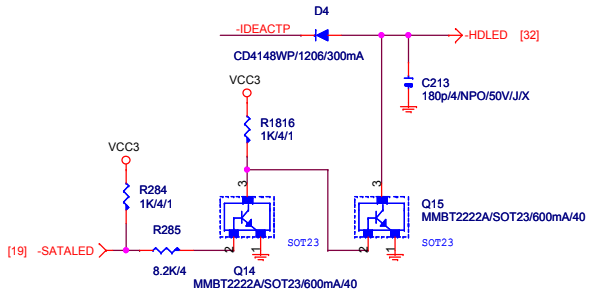 D4
-IDEACTP
-HDLED [32]
CD4148WP/1206/300mA
VCC3
C213
180p/4/NPO/50V/J/X
R1816
1K/4/1
VCC3
R284
1K/4/1
3
3
Q15
MMBT2222A/SOT23/600mA/40
R285
[19] -SATALED
2
1
SOT23
2
1
SOT23
8.2K/4
Q14
MMBT2222A/SOT23/600mA/40